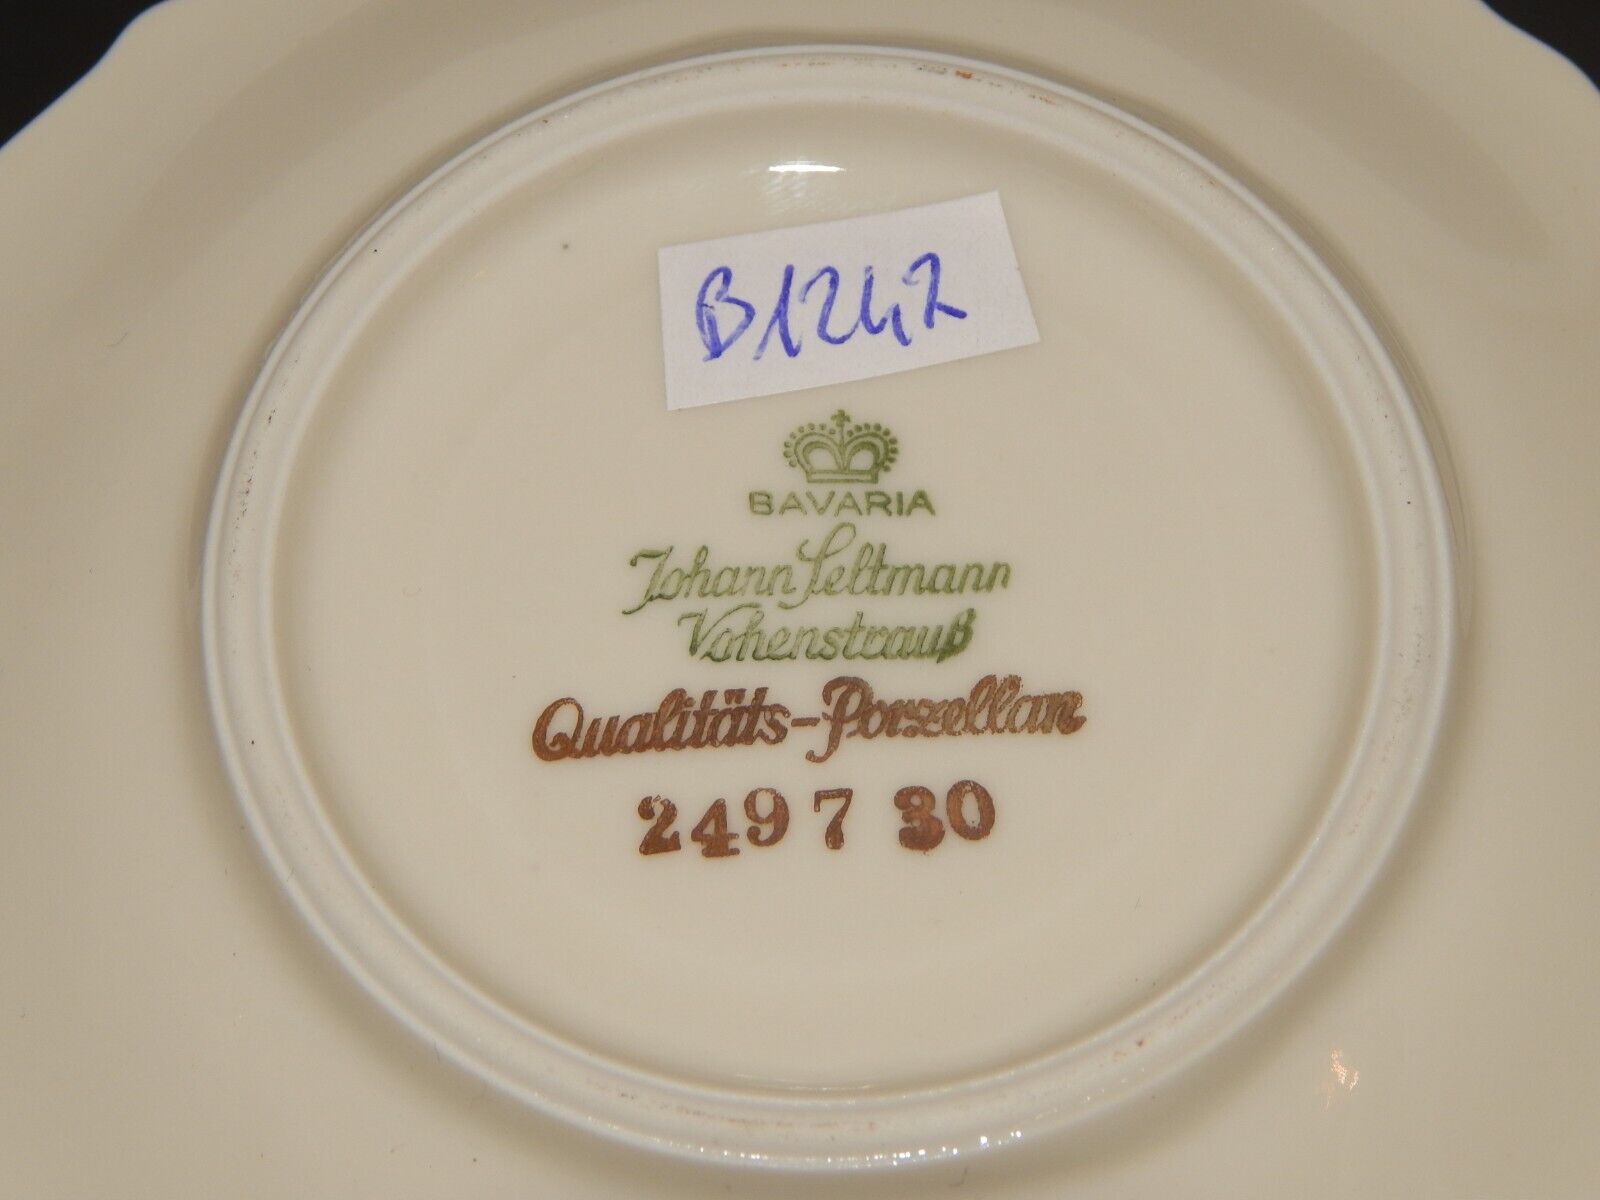 B1242
BAVARIA
Johann Seltmann
Vohenstrauß
Qualitäts-Porzellan
2497 30